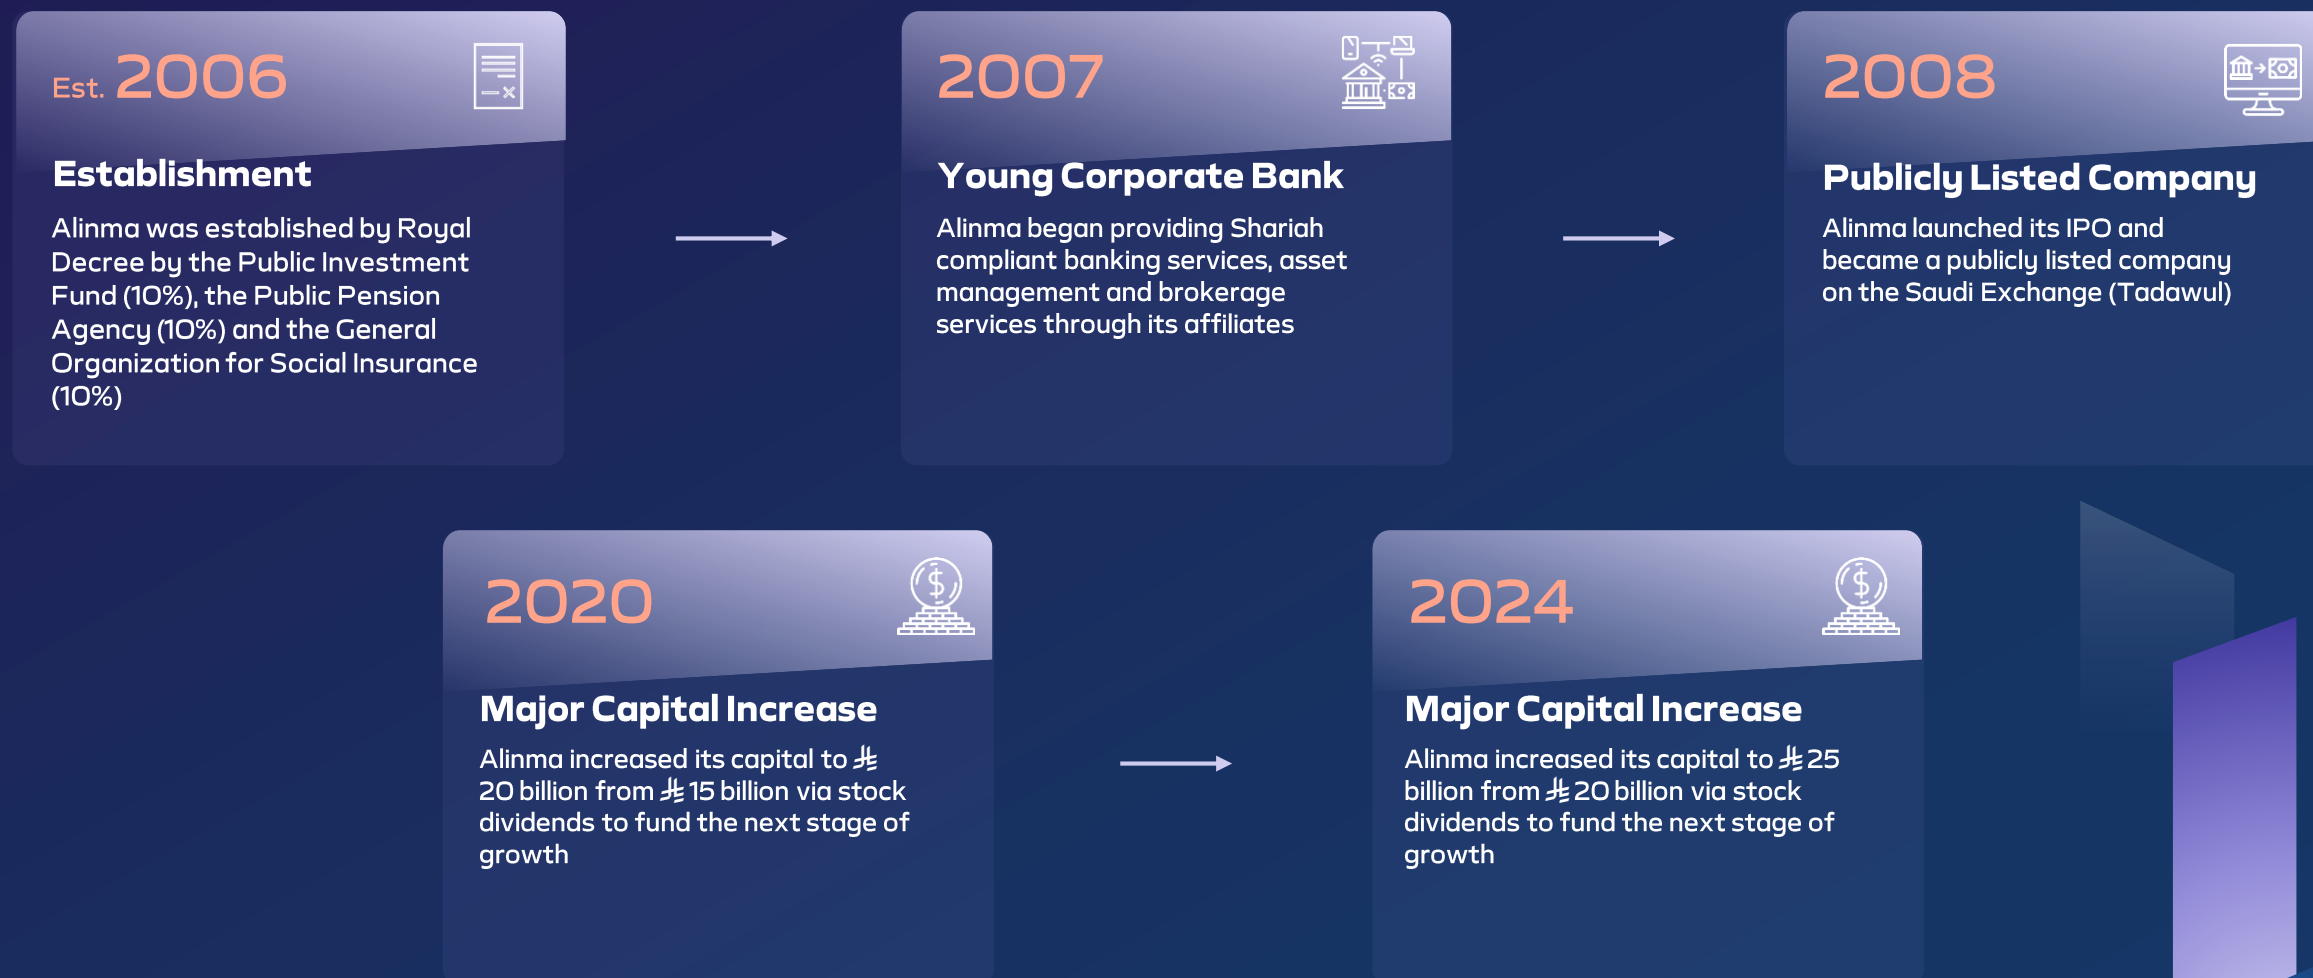 Est. 2006
Establishment
Alinma was established by Royal
Decree by the Public Investment
Fund (10%), the Public Pension
Agency (10%) and the General
Organization for Social Insurance
(10%)
2007
Young Corporate Bank
Alinma began providing Shariah
compliant banking services, asset
management and brokerage
services through its affiliates
2008
Publicly Listed Company
Alinma launched its IPO and
became a publicly listed company
on the Saudi Exchange (Tadawul)
2020
Major Capital Increase
Alinma increased its capital to ⃁
20 billion from ⃁ 15 billion via stock
dividends to fund the next stage of
growth
2024
Major Capital Increase
Alinma increased its capital to ⃁ 25
billion from ⃁ 20 billion via stock
dividends to fund the next stage of
growth